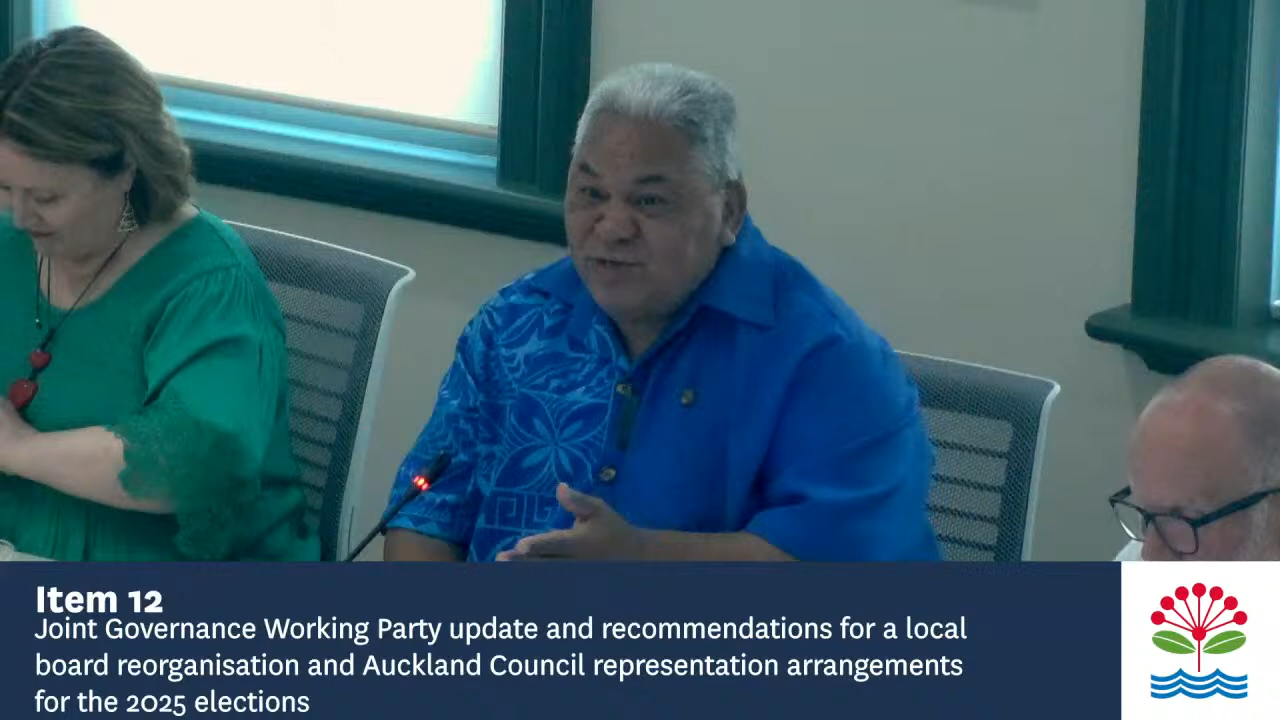 Item 12
Joint Governance Working Party update and recommendations for a local
board reorganisation and Auckland Council representation arrangements
for the 2025 elections